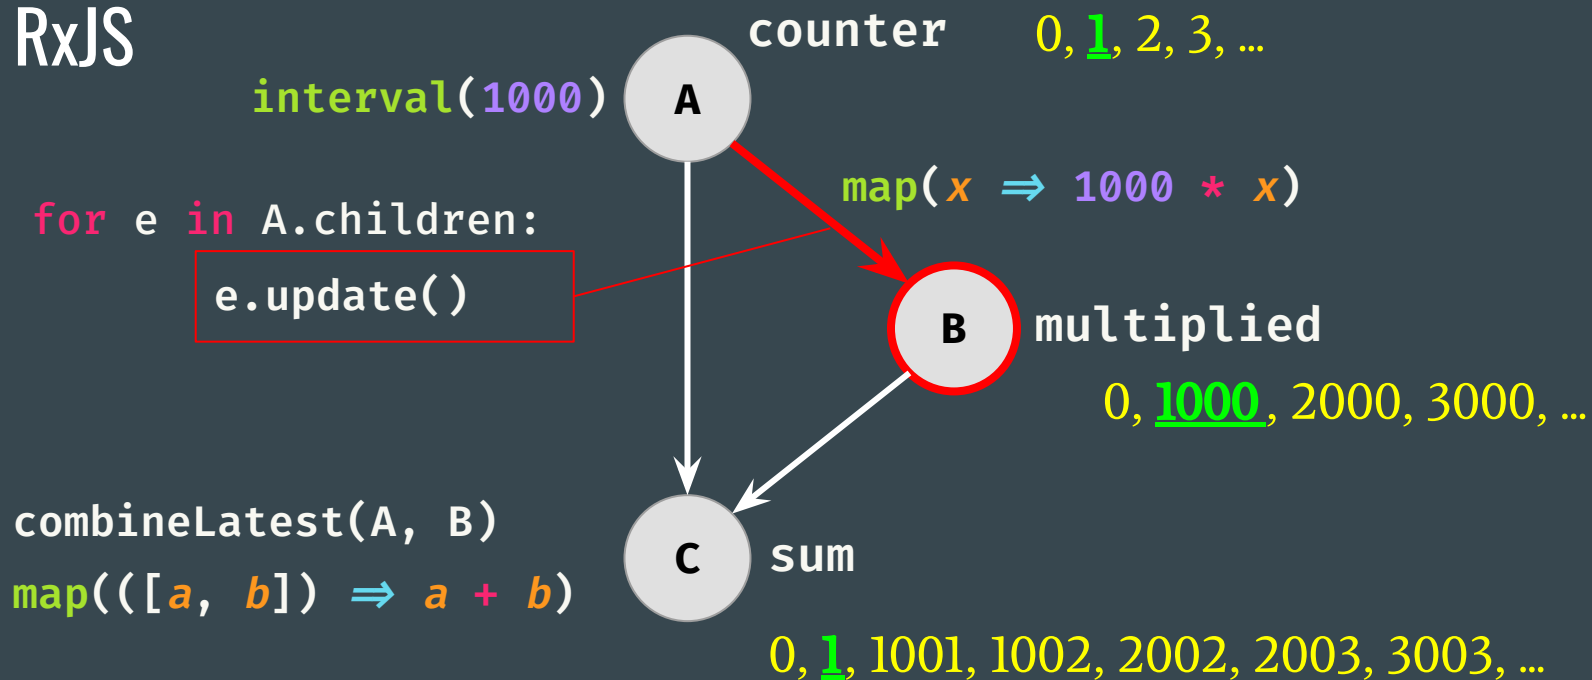 RxJS
counter
0, 1, 2, 3, ...
interval(1000)
A
map(x ⇒ 1000 * x)
for e in A.children:
e.update()
B
multiplied
0, 1000, 2000, 3000, ...
combineLatest(A, B)
map(([a, b]) ⇒ a + b)
C
sum
0, 1, 1001, 1002, 2002, 2003, 3003, ...